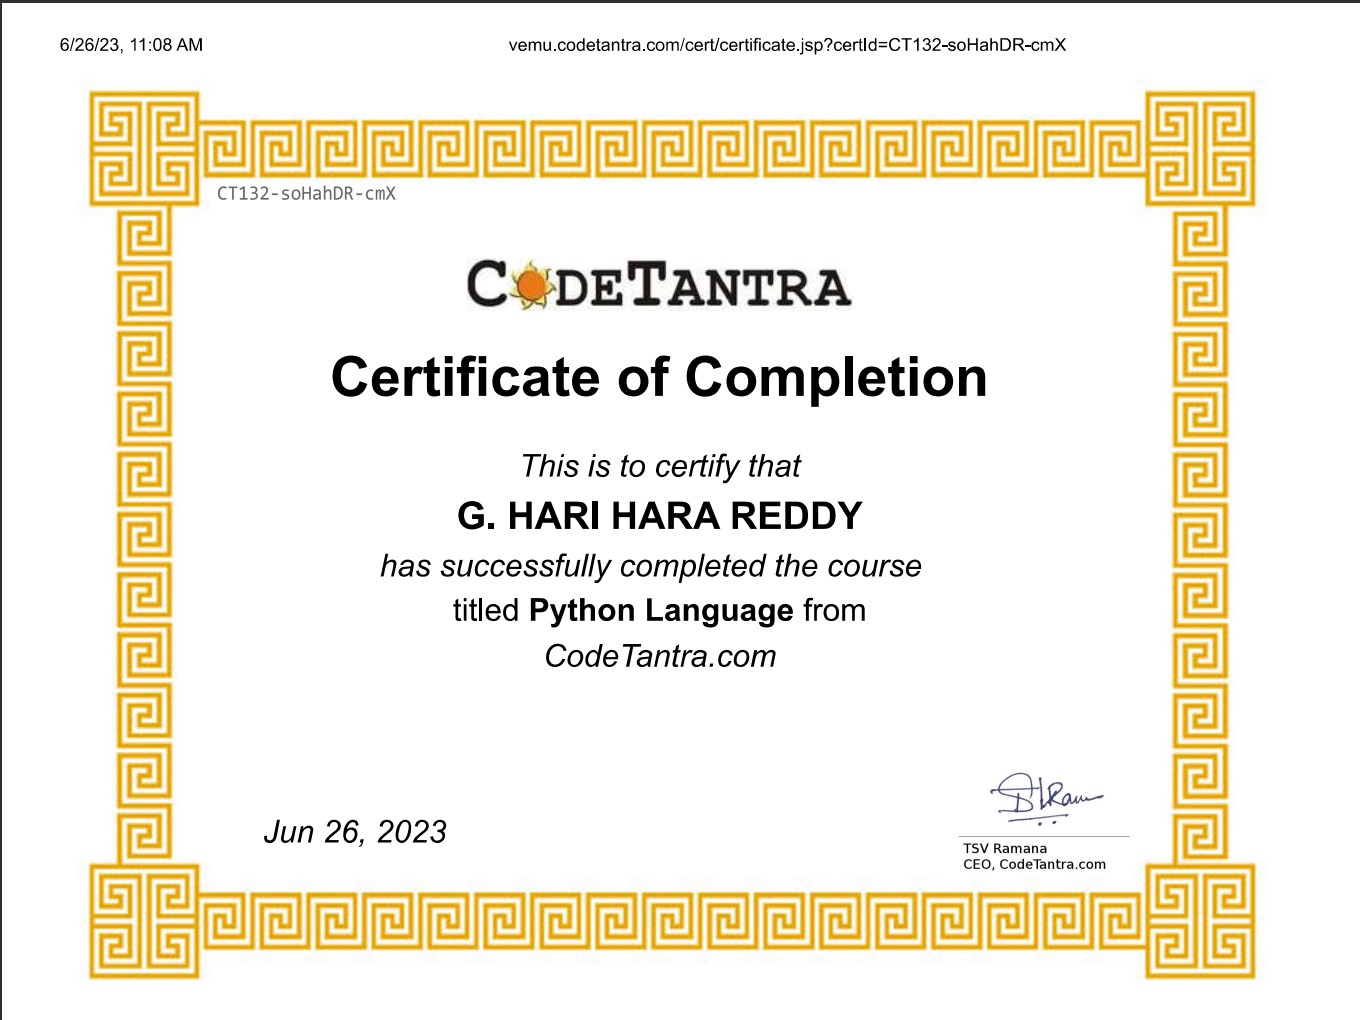 6/26/23, 11:08 AM
vemu.codetantra.com/cert/certificate.jsp?certId=CT132-soHahDR-cmX
CT132-soHahDR-cmX
CODETANTRA
Certificate of Completion
This is to certify that
G. HARI HARA REDDY
has successfully completed the course
titled Python Language from
CodeTantra.com
Jun 26, 2023
TSV Ramana
CEO, CodeTantra.com